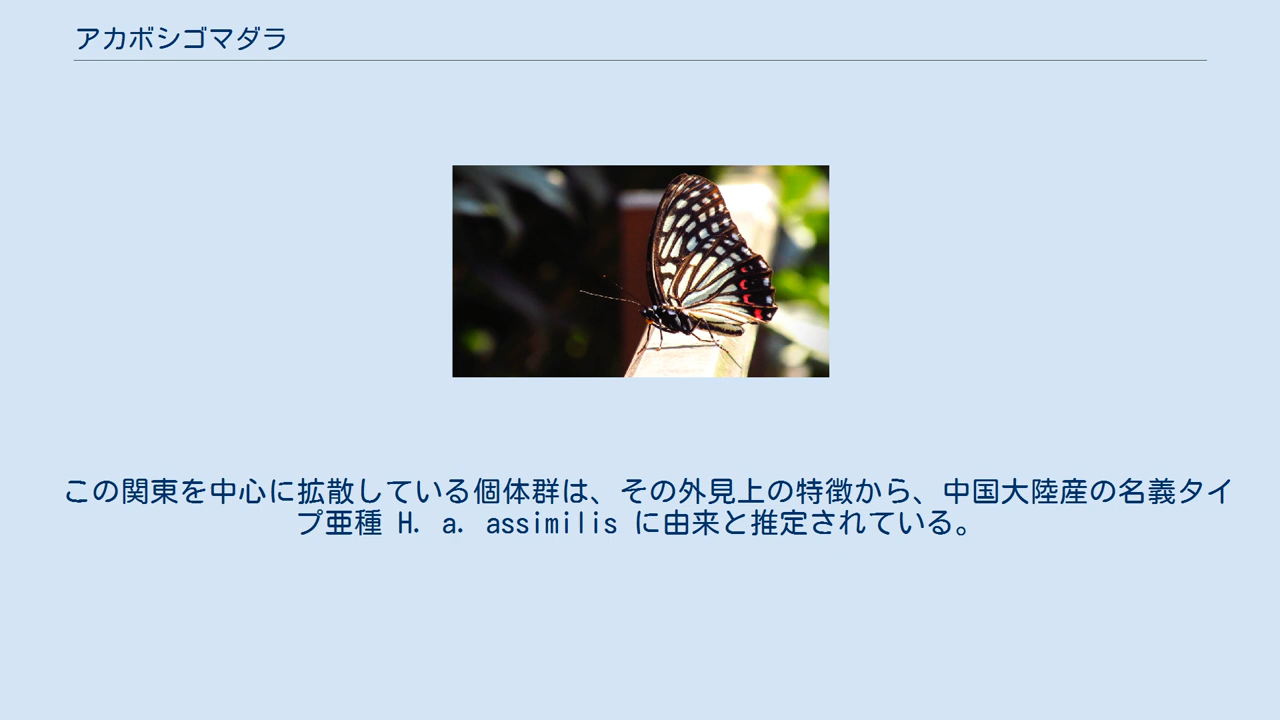 アカボシゴマダラ
この関東を中心に拡散している個体群は、その外見上の特徴から、中国大陸産の名義タイ
プ亜種 H. a. assimilis に由来と推定されている。